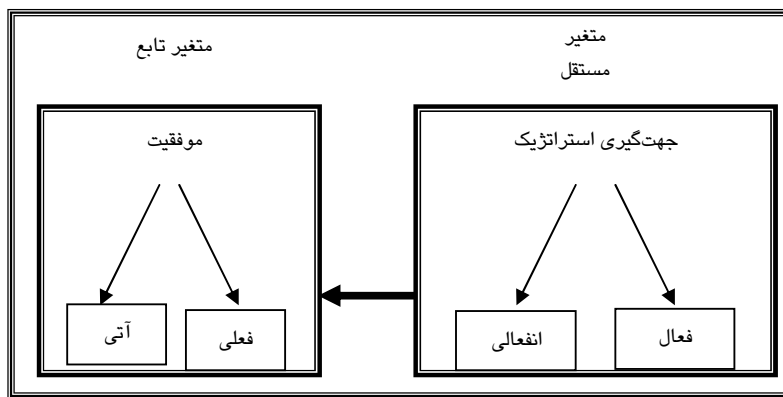 متغیر
مستقل
متغیر تابع
جهت‌گیری استراتژیک
موفقیت
فعال
انفعالی
فعلی
آتی